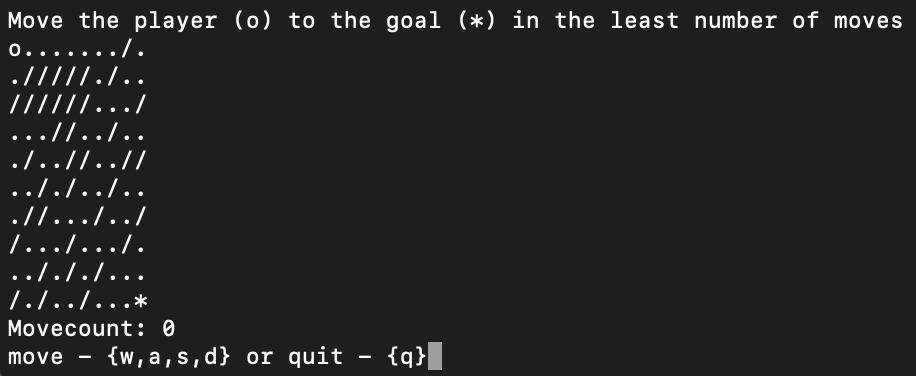 Move the player (o) to the goal (*) in the least number of moves
o......./.
./////./..
//////.../
...//../..
./..//..//
.././../..
.//.../../
/.../.../.
../././...
/./../...*
Movecount: 0
move - {w,a,s,d} or quit - {q}